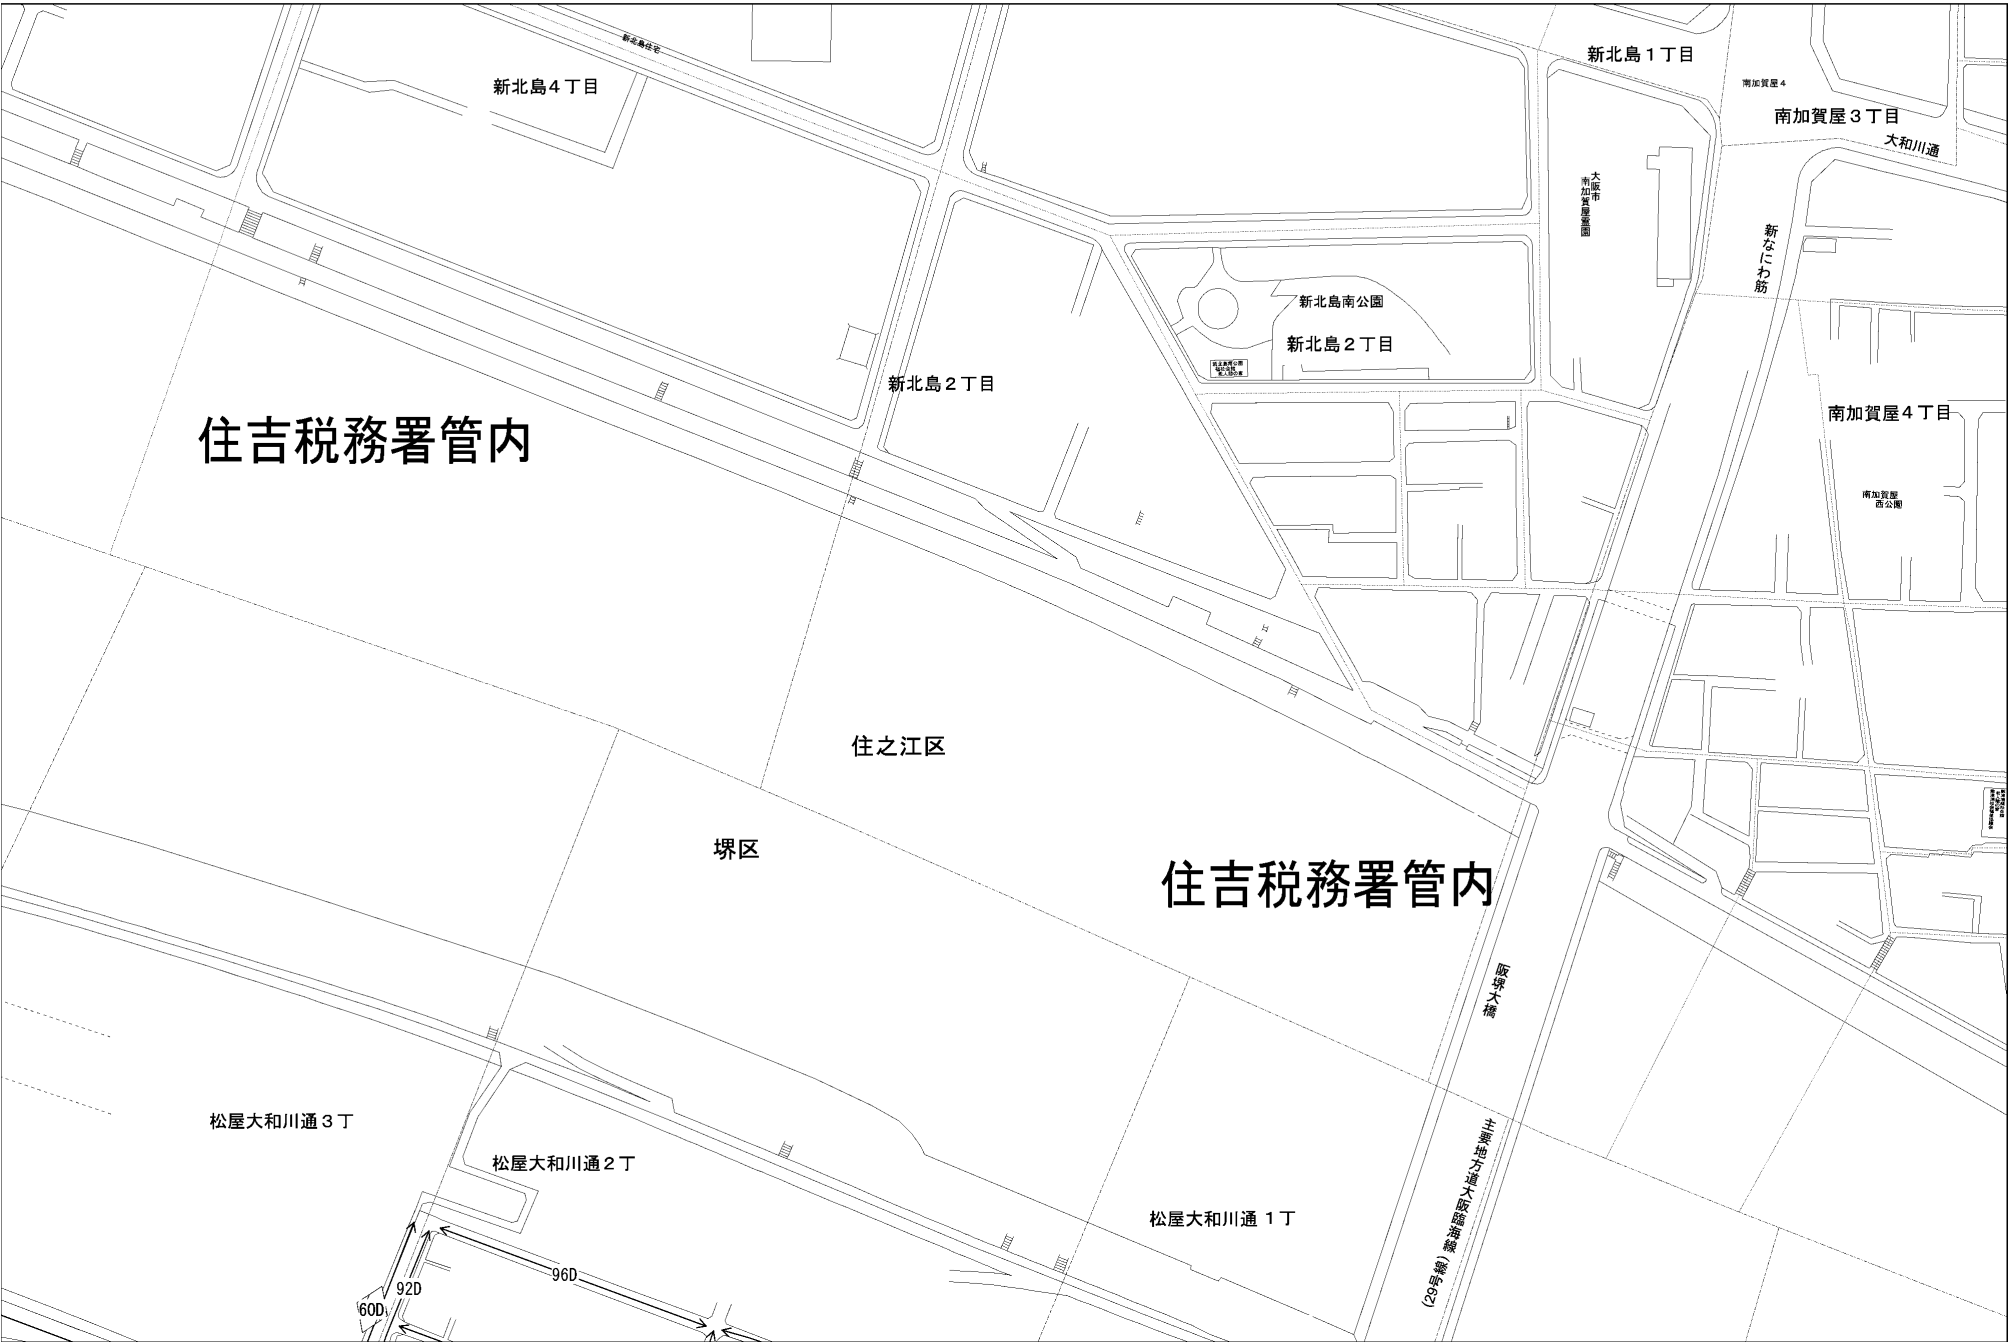 新北島住宅
新北島１丁目
新北島４丁目
南加賀屋４
南加賀屋３丁目
大和川通
大阪市
南加賀屋霊園
新なにわ筋
新北島南公園
新北島２丁目
新北島２丁目
南加賀屋４丁目
住吉税務署管内
南加賀屋
西公園
住之江区
堺区
住吉税務署管内
阪堺大橋
松屋大和川通３丁
松屋大和川通２丁
主要地方道大阪臨海線
(29号線)
松屋大和川通１丁
96D
92D
60D